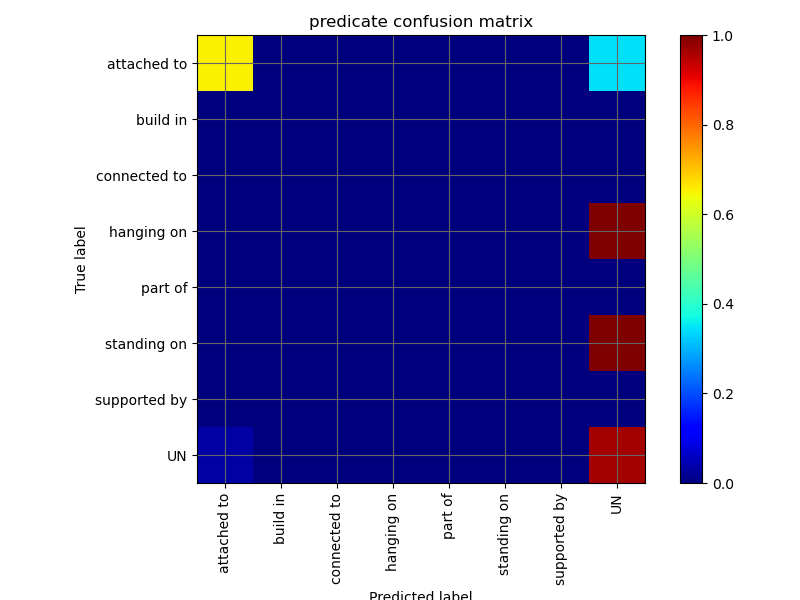 predicate confusion matrix
True label
attached to
build in
connected to
hanging on
part of
standing on
supported by
UN
attached to
build in
connected to
hanging on
part of
standing on
supported by
UN
Predicted label
1.0
0.8
0.6
0.4
0.2
0.0